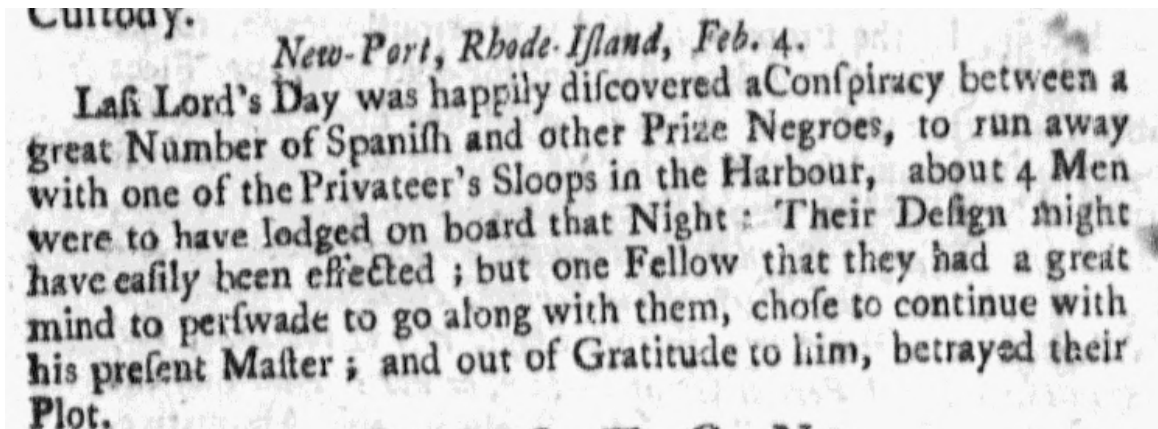 Custody.
New-Port, Rhode-Iſland, Feb. 4.
Laſt Lord's Day was happily diſcovered a Conſpiracy between a
great Number of Spaniſh and other Prize Negroes, to run away
with one of the Privateer's Sloops in the Harbour, about 4 Men
were to have lodged on board that Night: Their Deſign might
have eaſily been effected; but one Fellow that they had a great
mind to perſwade to go along with them, choſe to continue with
his preſent Maſter; and out of Gratitude to him, betrayed their
Plot.